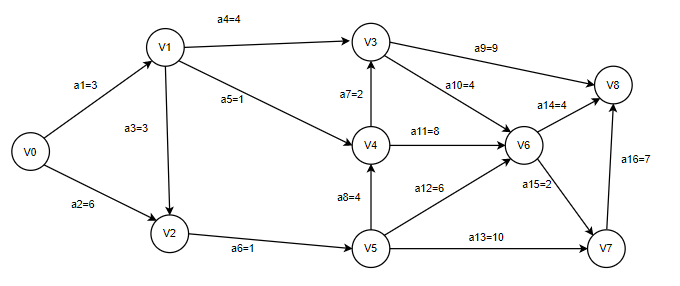 a4=4
V1
V3
a9=9
a1=3
a10=4
V8
a7=2
a5=1
a14=4
a3=3
a11=8
V0
V4
V6
a16=7
a2=6
a8=4
a12=6
a15=2
V2
a13=10
a6=1
V5
V7